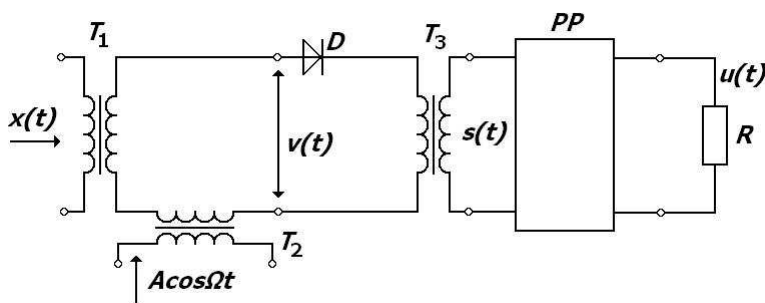 T1
D
T3
PP
u(t)
x(t)
v(t)
s(t)
R
T2
AcosΩt